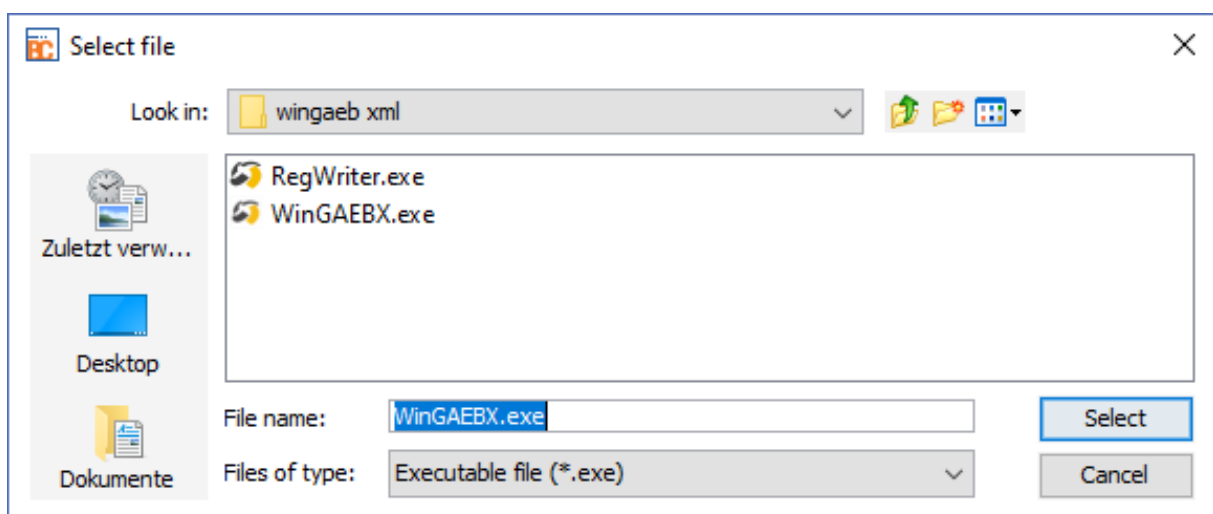 BC Select file
Look in: wingaeb xml
RegWriter.exe
WinGAEBX.exe
Zuletzt verw...
Desktop
Dokumente
File name: WinGAEBX.exe Select
Files of type: Executable file (*.exe) Cancel